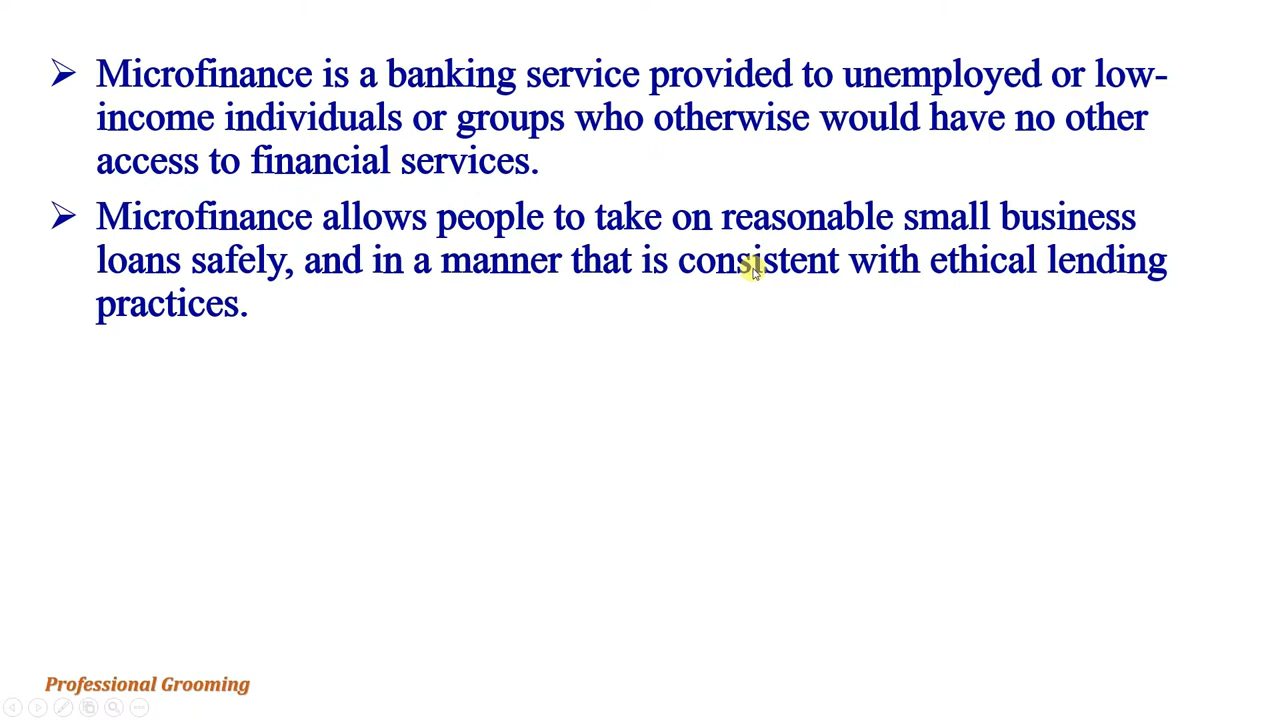 Microfinance is a banking service provided to unemployed or low-
income individuals or groups who otherwise would have no other
access to financial services.
Microfinance allows people to take on reasonable small business
loans safely, and in a manner that is consistent with ethical lending
practices.
Professional Grooming